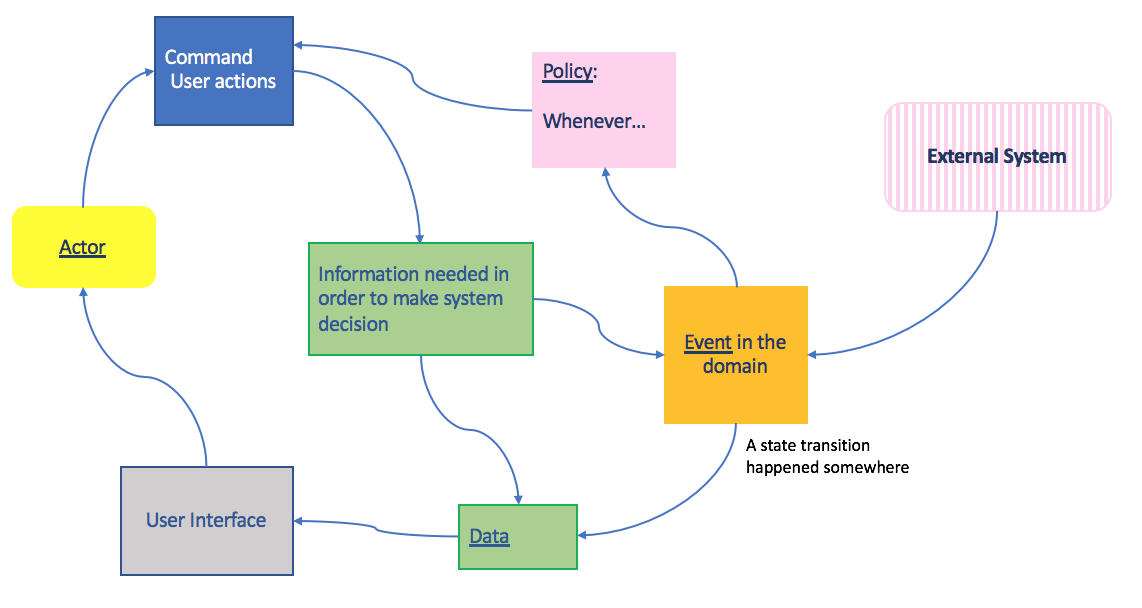 Command
User actions
Policy:
Whenever...
External System
Actor
Information needed in
order to make system
decision
Event in the
domain
A state transition
happened somewhere
User Interface
Data